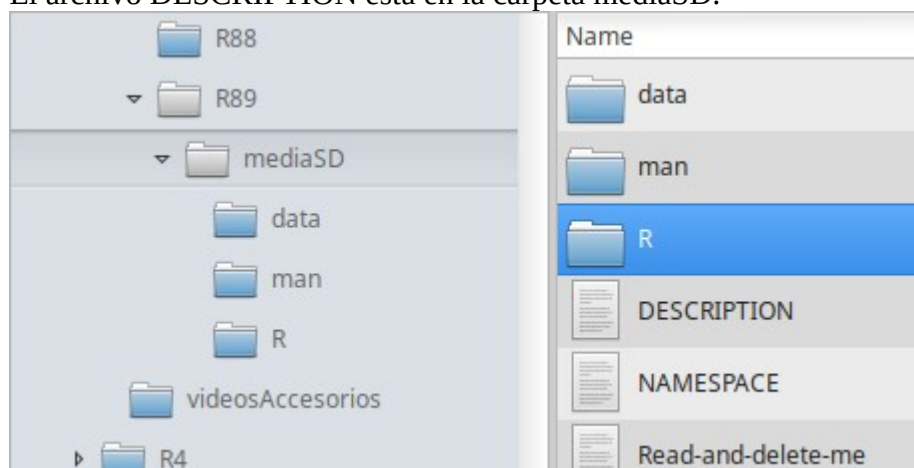 El archivo DESCRIPTION está en la carpeta mediaSD.
R88
R89
mediaSD
data
man
R
videosAccesorios
R4
Name
data
man
R
DESCRIPTION
NAMESPACE
Read-and-delete-me